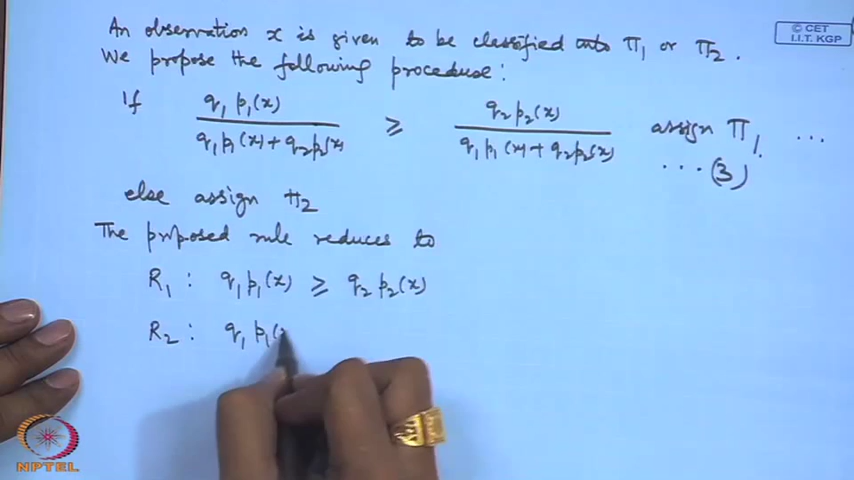 An observation x is given to be classified into π₁ or π₂.
© CET
I.I.T. KGP
We propose the following procedure:
If q₁ p₁(x) / (q₁ p₁(x) + q₂ p₂(x)) ≥ q₂ p₂(x) / (q₁ p₁(x) + q₂ p₂(x)) assign π₁. ...
... (3)
else assign π₂
The proposed rule reduces to
R₁ : q₁ p₁(x) ≥ q₂ p₂(x)
R₂ : q₁ p₁(
NPTEL